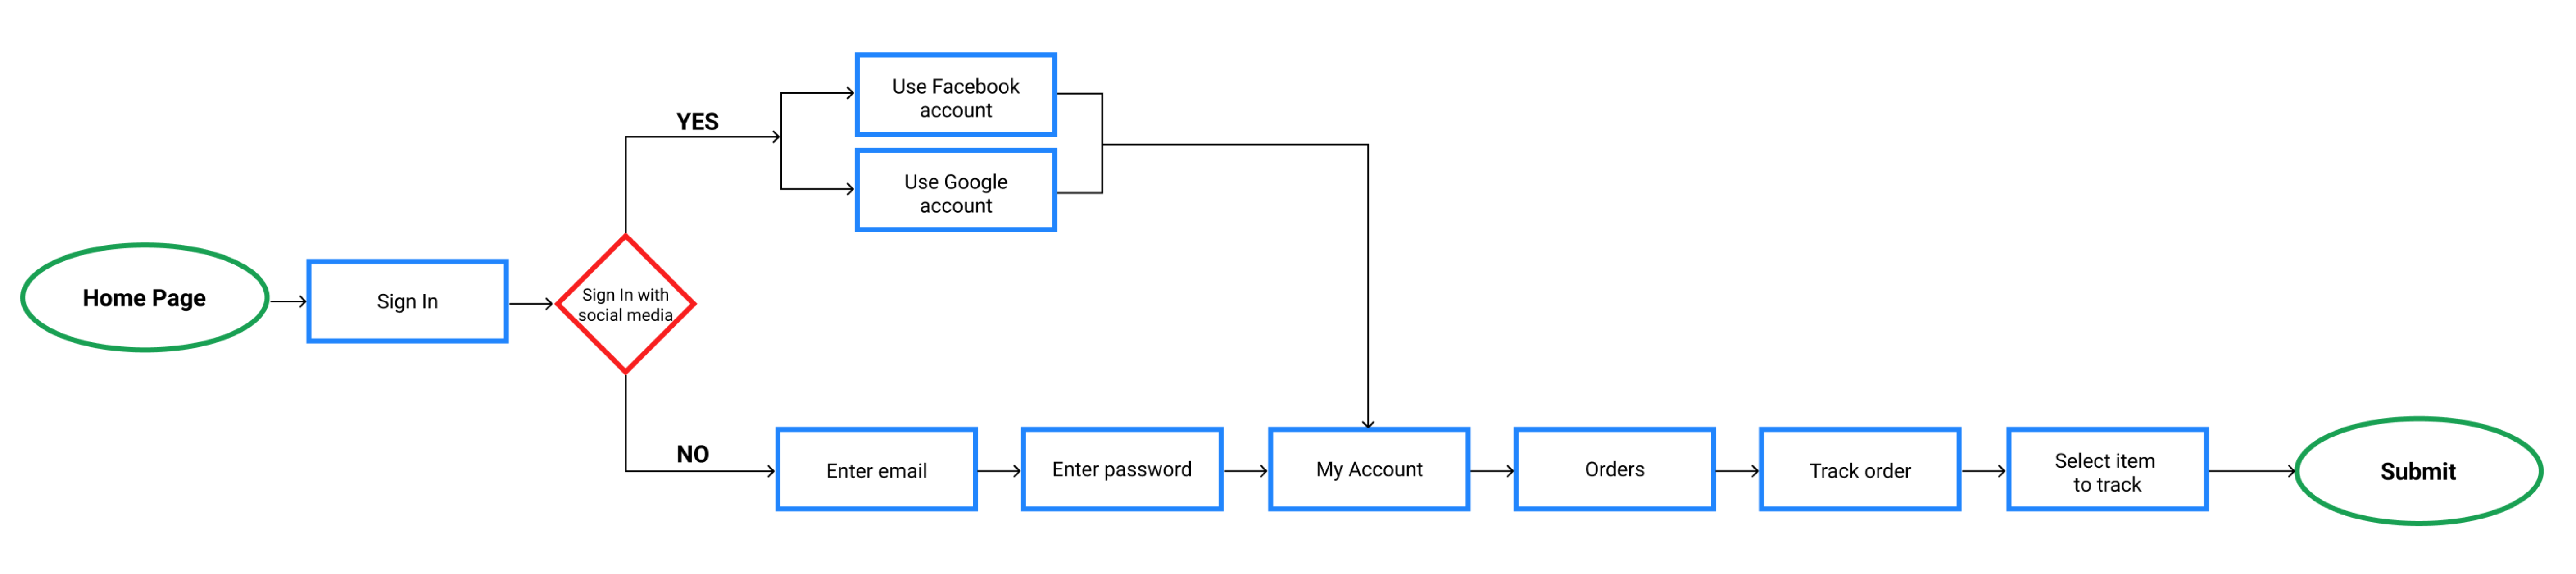 Home Page
Sign In
Sign In with
social media
YES
Use Facebook
account
Use Google
account
NO
Enter email
Enter password
My Account
Orders
Track order
Select item
to track
Submit